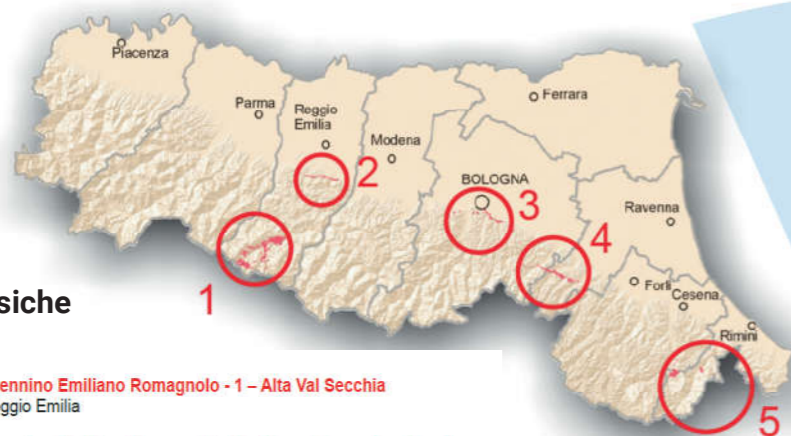 Piacenza
Parma
Reggio
Emilia
Modena
Ferrara
BOLOGNA
Ravenna
Forlì
Cesena
Rimini
1
2
3
4
5
siche
ennino Emiliano Romagnolo - 1 – Alta Val Secchia
ggio Emilia